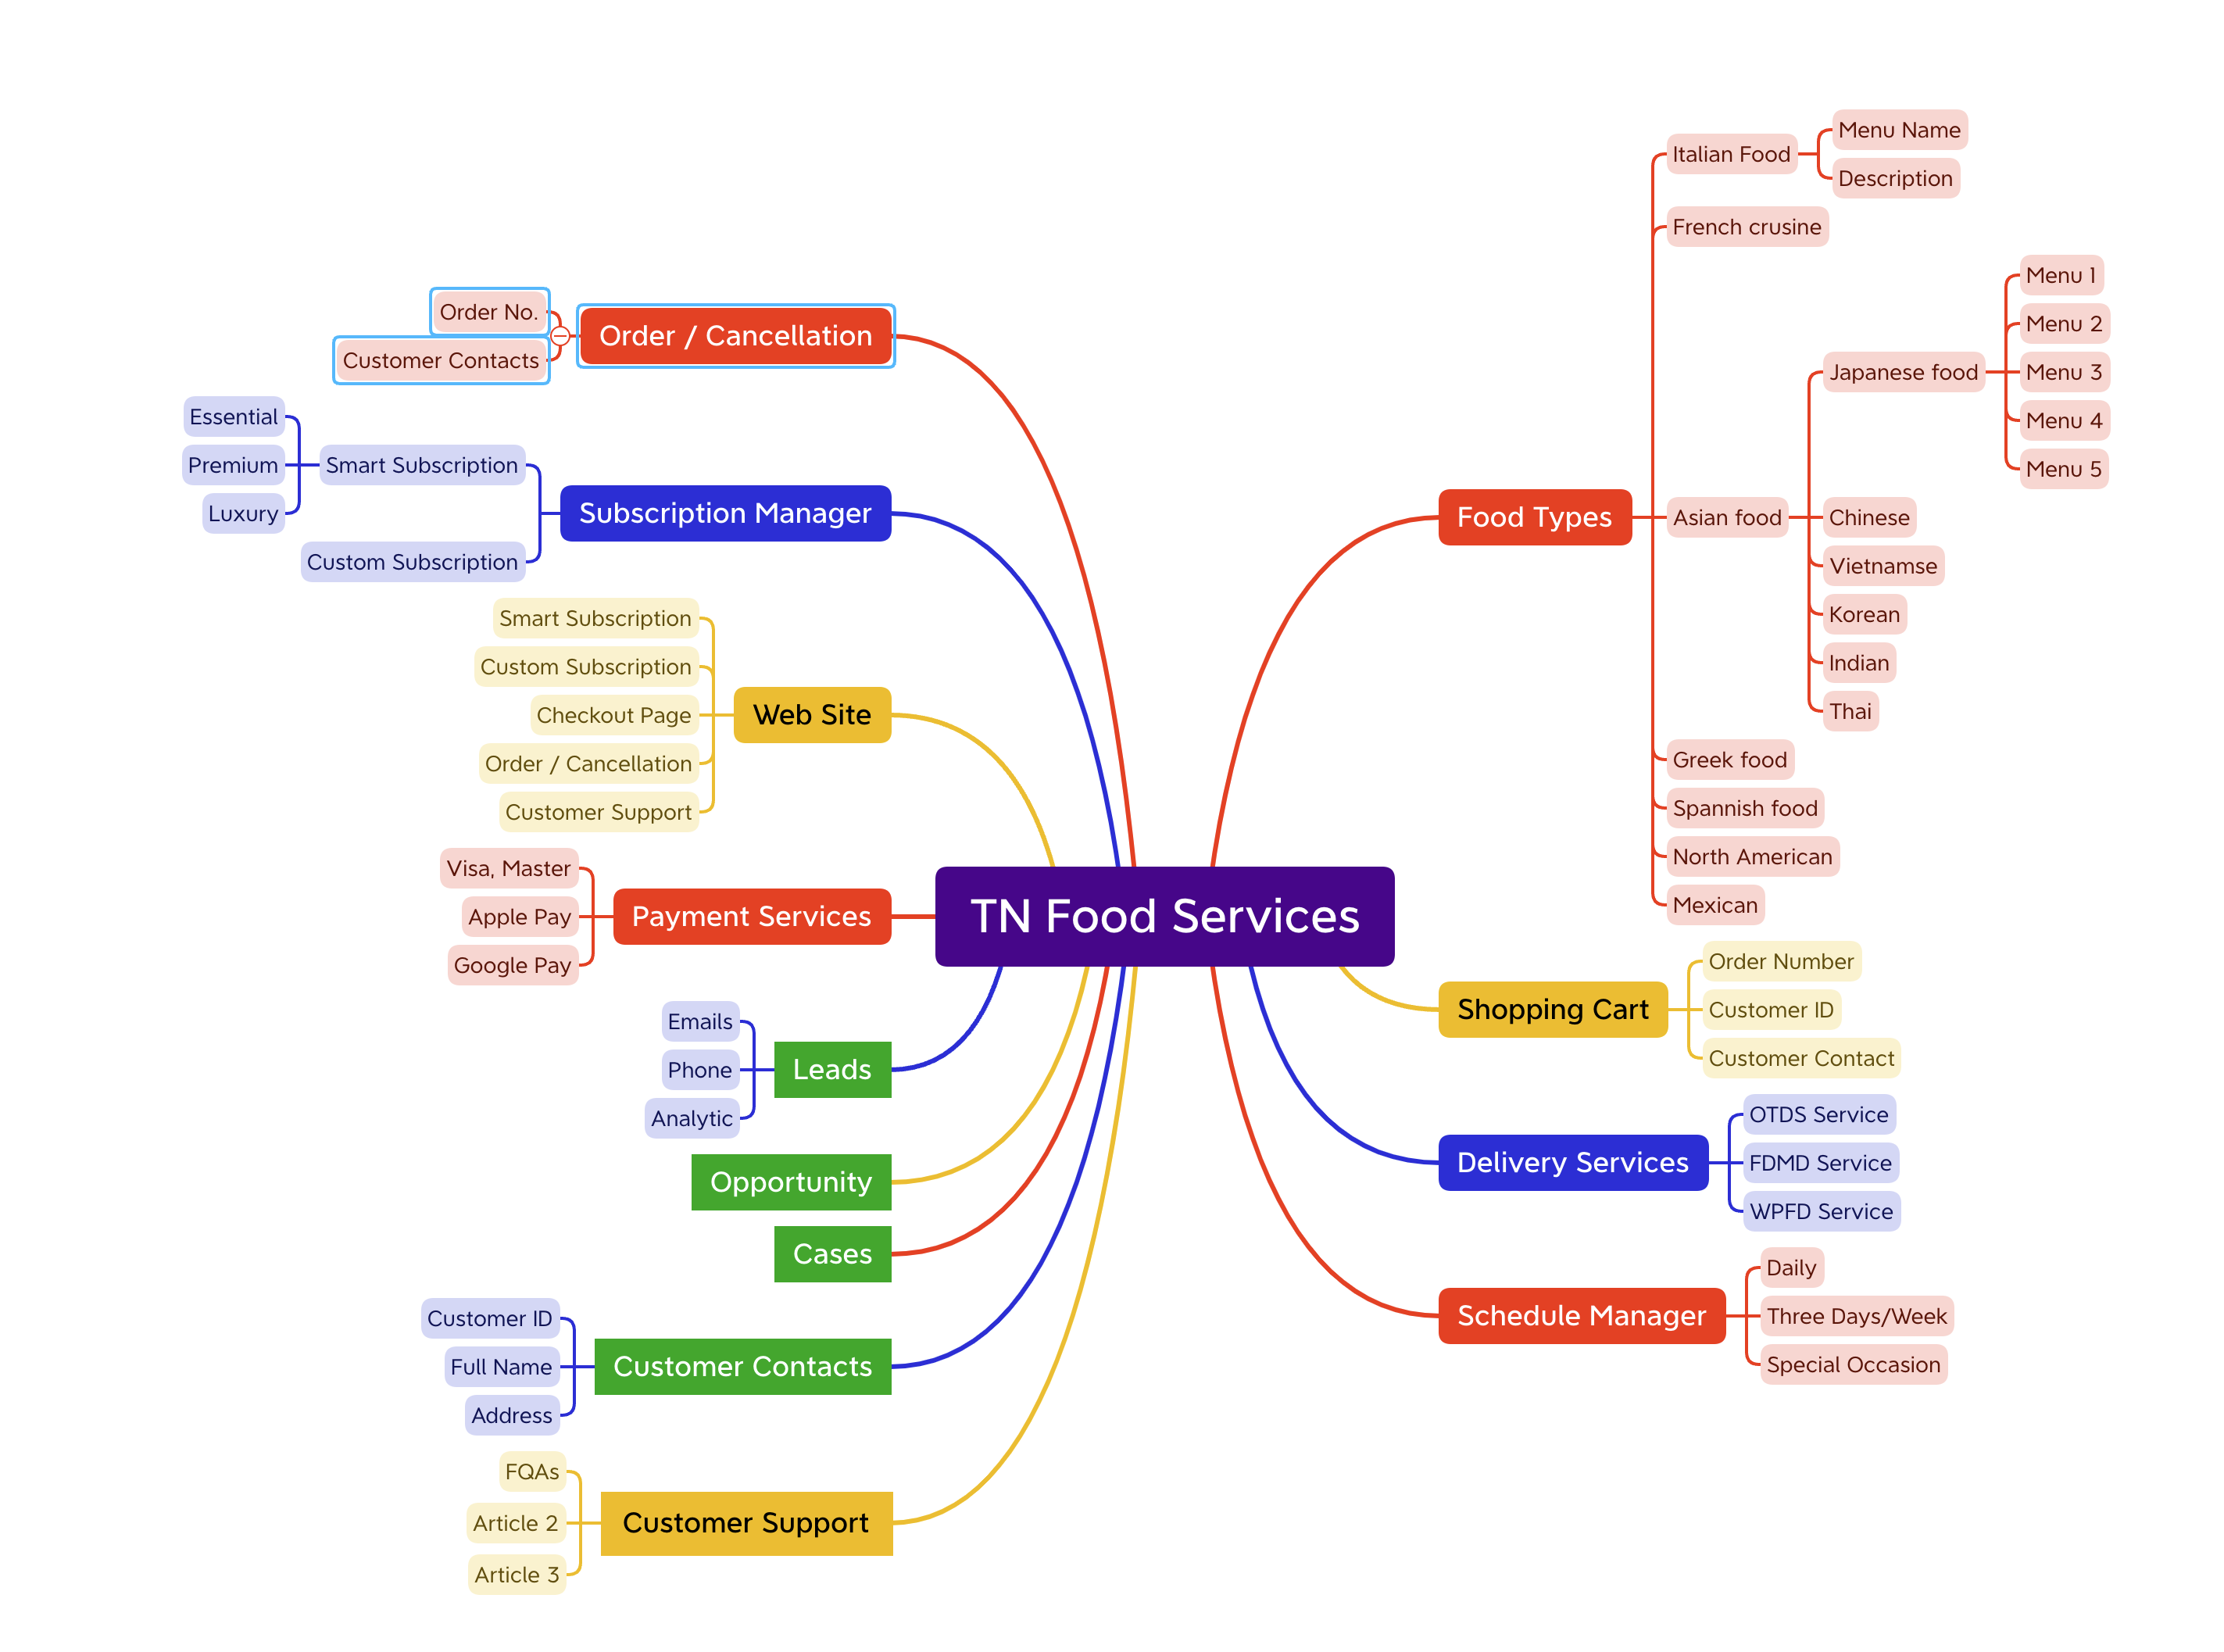 TN Food Services
Order / Cancellation
Order No.
Customer Contacts
Subscription Manager
Smart Subscription
Essential
Premium
Luxury
Custom Subscription
Web Site
Smart Subscription
Custom Subscription
Checkout Page
Order / Cancellation
Customer Support
Payment Services
Visa, Master
Apple Pay
Google Pay
Leads
Emails
Phone
Analytic
Opportunity
Cases
Customer Contacts
Customer ID
Full Name
Address
Customer Support
FQAs
Article 2
Article 3
Food Types
Italian Food
Menu Name
Description
French crusine
Asian food
Japanese food
Menu 1
Menu 2
Menu 3
Menu 4
Menu 5
Chinese
Vietnamse
Korean
Indian
Thai
Greek food
Spannish food
North American
Mexican
Shopping Cart
Order Number
Customer ID
Customer Contact
Delivery Services
OTDS Service
FDMD Service
WPFD Service
Schedule Manager
Daily
Three Days/Week
Special Occasion